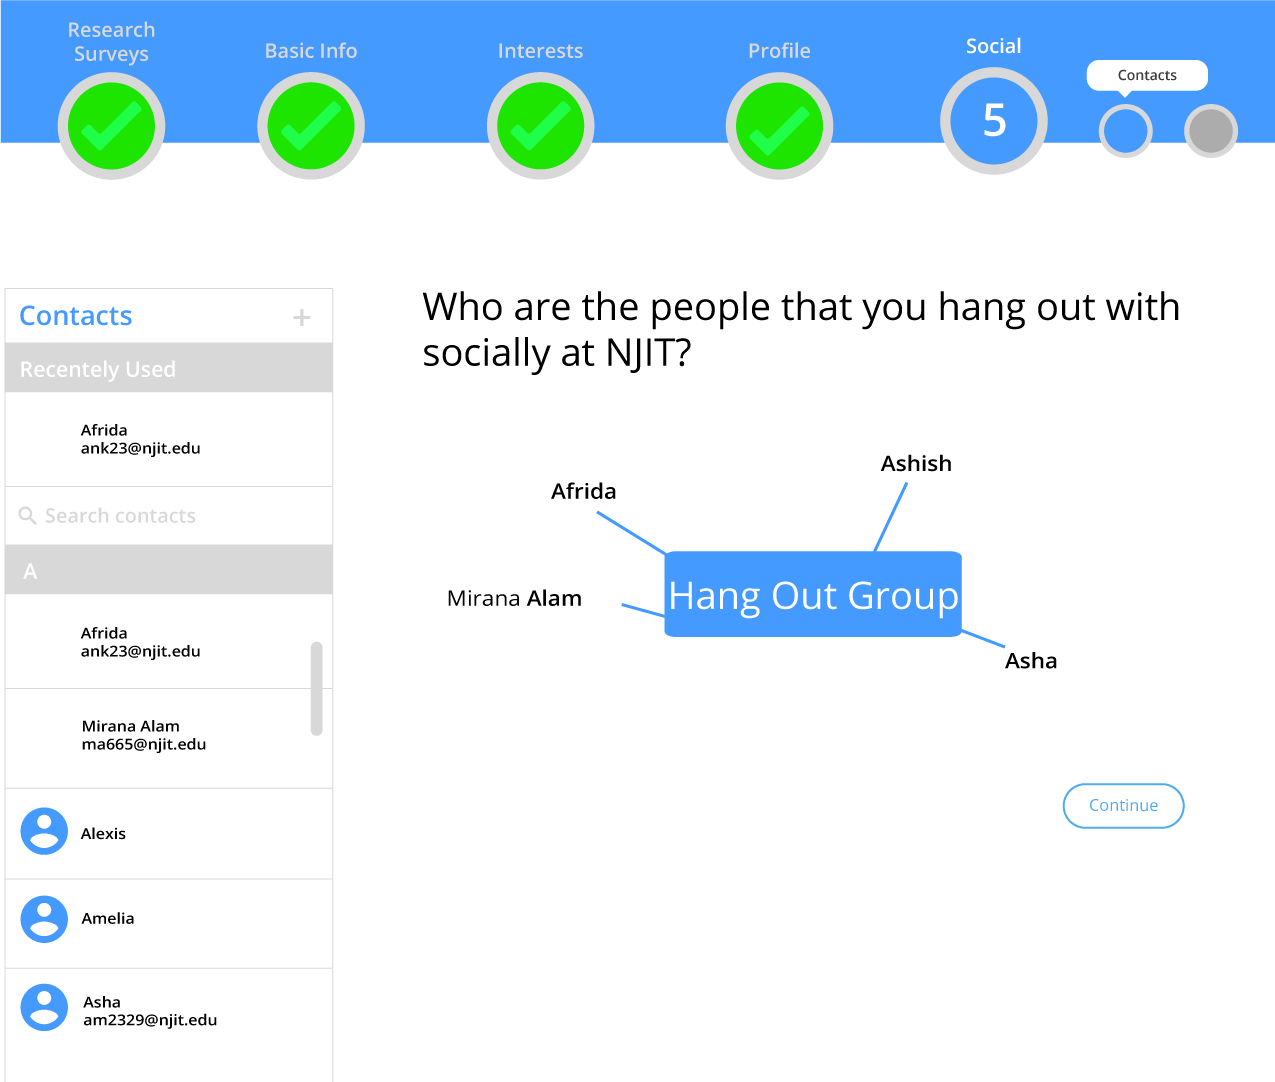 Research
Surveys
Basic Info
Interests
Profile
Social
5
Contacts
Contacts
+
Recentely Used
Afrida
ank23@njit.edu
Search contacts
A
Afrida
ank23@njit.edu
Mirana Alam
ma665@njit.edu
Alexis
Amelia
Asha
am2329@njit.edu
Who are the people that you hang out with
socially at NJIT?
Ashish
Afrida
Hang Out Group
Mirana Alam
Asha
Continue